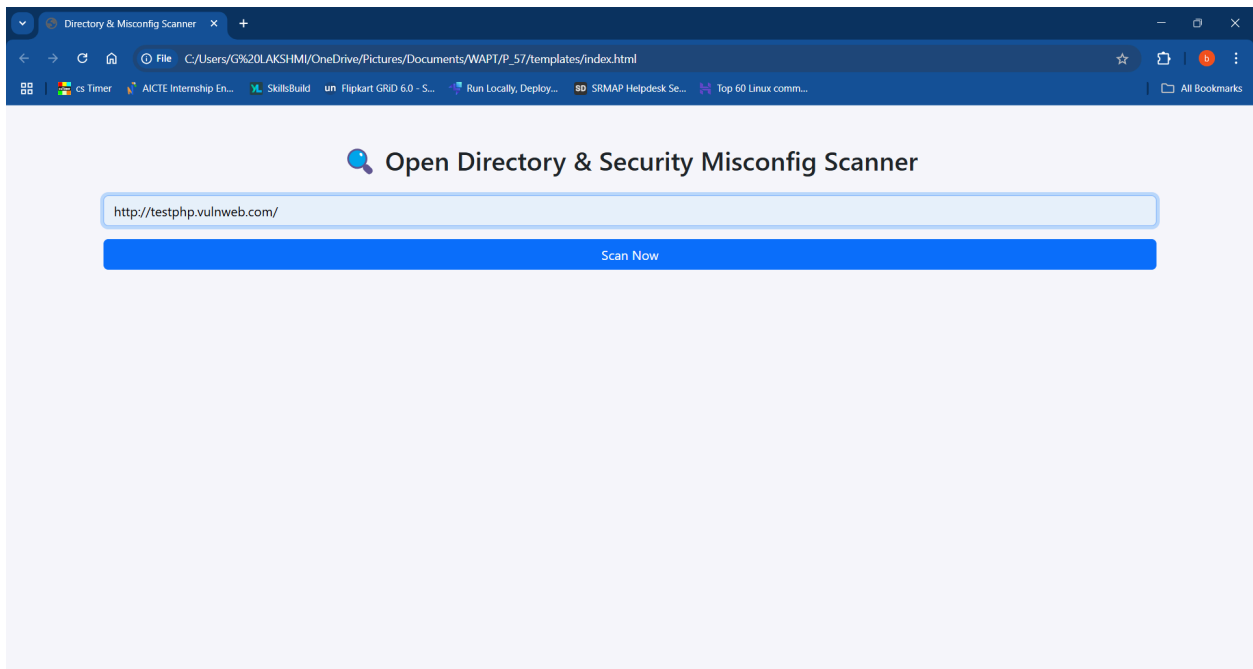 Directory & Misconfig Scanner
File C:/Users/G%20LAKSHMI/OneDrive/Pictures/Documents/WAPT/P_57/templates/index.html b
cs Timer AICTE Internship En... SkillsBuild un Flipkart GRiD 6.0 - S... Run Locally, Deploy... SD SRMAP Helpdesk Se... Top 60 Linux comm... All Bookmarks
Open Directory & Security Misconfig Scanner
http://testphp.vulnweb.com/
Scan Now